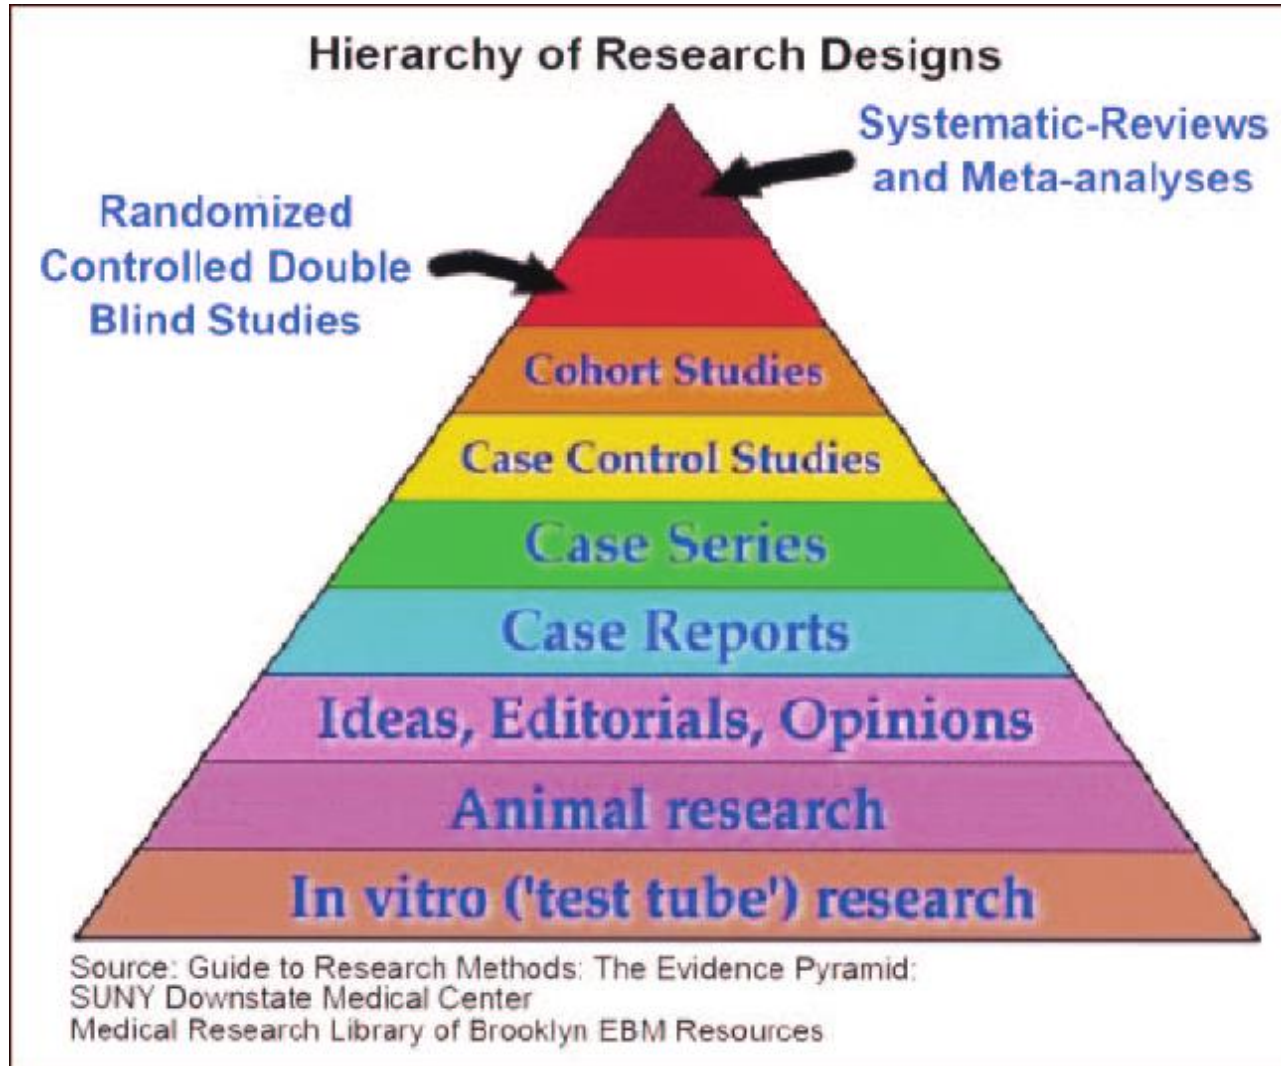 Hierarchy of Research Designs
Systematic-Reviews
and Meta-analyses
Randomized
Controlled Double
Blind Studies
Cohort Studies
Case Control Studies
Case Series
Case Reports
Ideas, Editorials, Opinions
Animal research
In vitro ('test tube') research
Source: Guide to Research Methods: The Evidence Pyramid:
SUNY Downstate Medical Center
Medical Research Library of Brooklyn EBM Resources